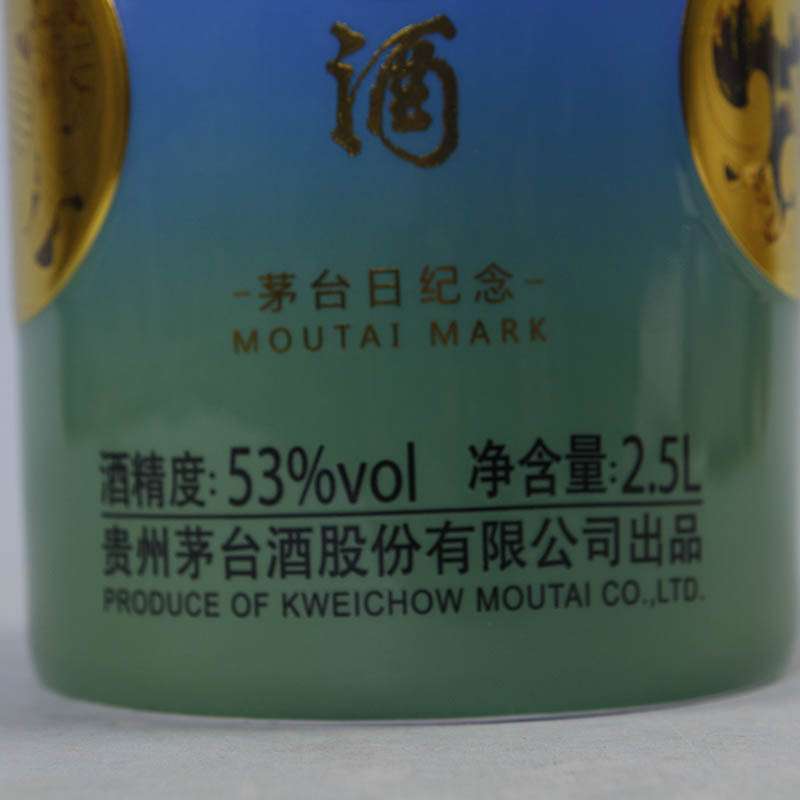 酒
-茅台日纪念-
MOUTAI MARK
酒精度: 53%vol 净含量: 2.5L
贵州茅台酒股份有限公司出品
PRODUCE OF KWEICHOW MOUTAI CO.,LTD.